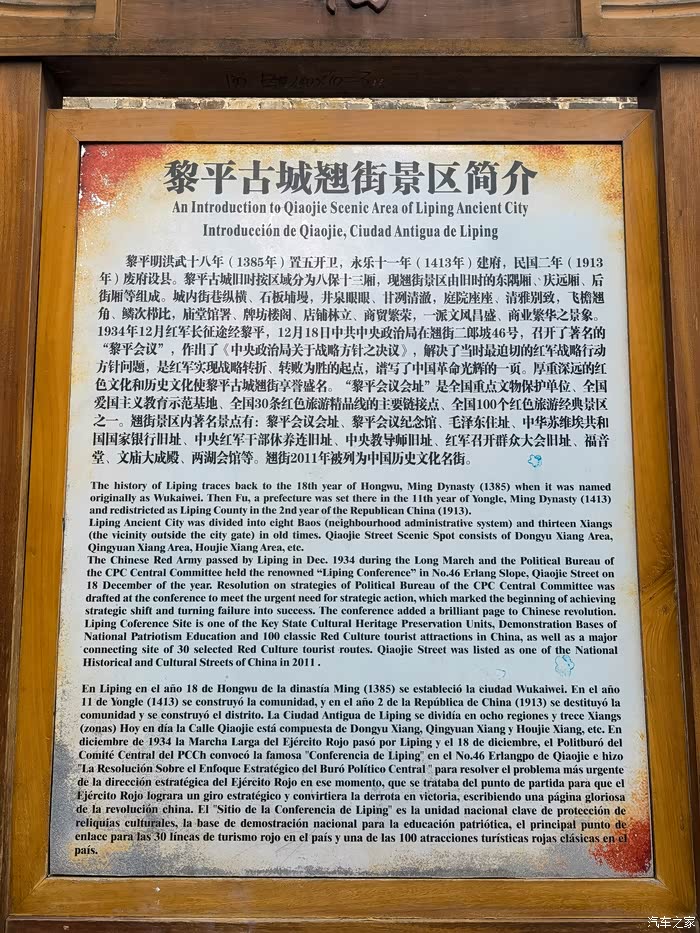 黎平古城翘街景区简介
An Introduction to Qiaojie Scenic Area of Liping Ancient City
Introducción de Qiaojie, Ciudad Antigua de Liping
黎平明洪武十八年（1385年）置五开卫，永乐十一年（1413年）建府，民国二年（1913
年）废府设县。黎平古城旧时按区域分为八保十三厢，现翘街景区由旧时的东隅厢、庆远厢、后
街厢等组成。城内街巷纵横、石板墁墁，井泉眼眼、甘冽清澈，庭院座座、清雅别致，飞檐翘
角、鳞次栉比，庙堂馆署、牌坊楼阁、店铺林立、商贸繁荣，一派文风昌盛、商业繁华之景象。
1934年12月红军长征途经黎平，12月18日中共中央政治局在翘街二郎坡46号，召开了著名的
“黎平会议”，作出了《中央政治局关于战略方针之决议》，解决了当时最迫切的红军战略行动
方针问题，是红军实现战略转折、转败为胜的起点，谱写了中国革命光辉的一页。厚重深远的红
色文化和历史文化使黎平古城翘街享誉盛名。“黎平会议会址”是全国重点文物保护单位、全国
爱国主义教育示范基地、全国30条红色旅游精品线的主要链接点、全国100个红色旅游经典景区
之一。翘街景区内著名景点有：黎平会议会址、黎平会议纪念馆、毛泽东住址、中华苏维埃共和
国国家银行旧址、中央红军干部休养连旧址、中央教导师旧址、红军召开群众大会旧址、福音
堂、文庙大成殿、两湖会馆等。翘街2011年被列为中国历史文化名街。
The history of Liping traces back to the 18th year of Hongwu, Ming Dynasty (1385) when it was named
originally as Wukaiwei. Then Fu, a prefecture was set there in the 11th year of Yongle, Ming Dynasty (1413)
and redistricted as Liping County in the 2nd year of the Republican China (1913).
Liping Ancient City was divided into eight Baos (neighbourhood administrative system) and thirteen Xiangs
(the vicinity outside the city gate) in old times. Qiaojie Street Scenic Spot consists of Dongyu Xiang Area,
Qingyuan Xiang Area, Houjie Xiang Area, etc.
The Chinese Red Army passed by Liping in Dec. 1934 during the Long March and the Political Bureau of
the CPC Central Committee held the renowned “Liping Conference” in No.46 Erlang Slope, Qiaojie Street on
18 December of the year. Resolution on strategies of Political Bureau of the CPC Central Committee was
drafted at the conference to meet the urgent need for strategic action, which marked the beginning of achieving
strategic shift and turning failure into success. The conference added a brilliant page to Chinese revolution.
Liping Coference Site is one of the Key State Cultural Heritage Preservation Units, Demonstration Bases of
National Patriotism Education and 100 classic Red Culture tourist attractions in China, as well as a major
connecting site of 30 selected Red Culture tourist routes. Qiaojie Street was listed as one of the National
Historical and Cultural Streets of China in 2011 .
En Liping en el año 18 de Hongwu de la dinastía Ming (1385) se estableció la ciudad Wukaiwei. En el año
11 de Yongle (1413) se construyó la comunidad, y en el año 2 de la República de China (1913) se destituyó la
comunidad y se construyó el distrito. La Ciudad Antigua de Liping se dividía en ocho regiones y trece Xiangs
(zonas) Hoy en día la Calle Qiaojie está compuesta de Dongyu Xiang, Qingyuan Xiang y Houjie Xiang, etc. En
diciembre de 1934 la Marcha Larga del Ejército Rojo pasó por Liping y el 18 de diciembre, el Politburó del
Comité Central del PCCh convocó la famosa "Conferencia de Liping" en el No.46 Erlangpo de Qiaojie e hizo
"La Resolución Sobre el Enfoque Estratégico del Buró Político Central " para resolver el problema más urgente
de la dirección estratégica del Ejército Rojo en ese momento, que se trataba del punto de partida para que el
Ejército Rojo lograra un giro estratégico y convirtiera la derrota en victoria, escribiendo una página gloriosa
de la revolución china. El "Sitio de la Conferencia de Liping" es la unidad nacional clave de protección de
reliquias culturales, la base de demostración nacional para la educación patriótica, el principal punto de
enlace para las 30 líneas de turismo rojo en el país y una de las 100 atracciones turísticas rojas clásicas en el
país.
汽车之家